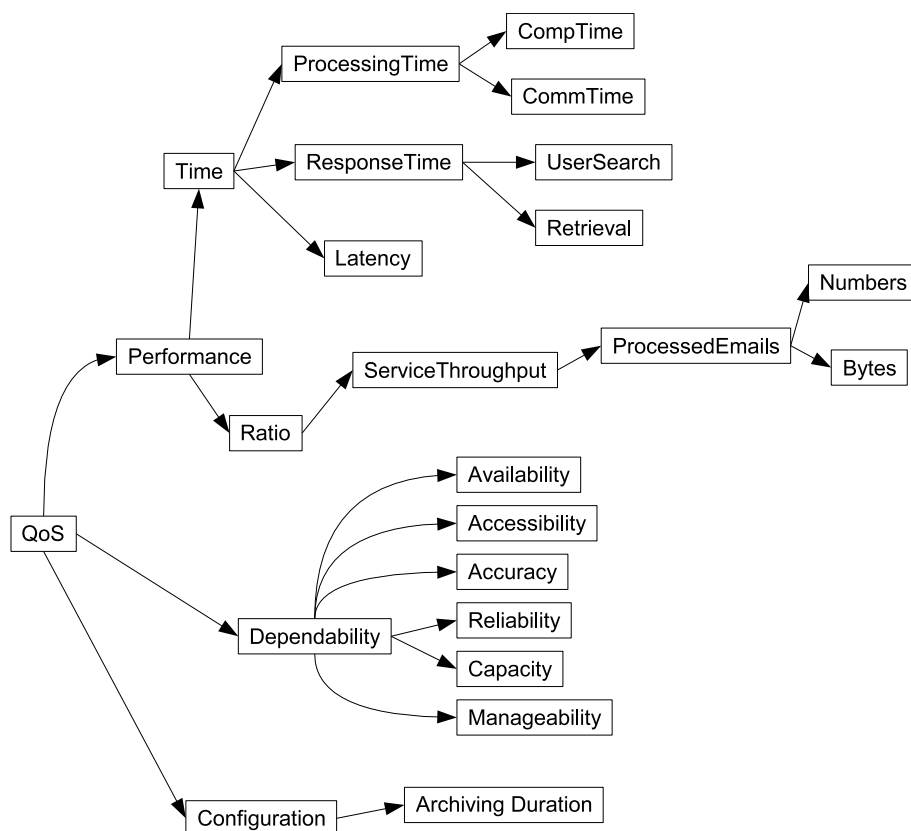 CompTime
ProcessingTime
CommTime
Time
ResponseTime
UserSearch
Retrieval
Latency
Numbers
Performance
ServiceThroughput
ProcessedEmails
Bytes
Ratio
Availability
QoS
Accessibility
Accuracy
Dependability
Reliability
Capacity
Manageability
Configuration
Archiving Duration